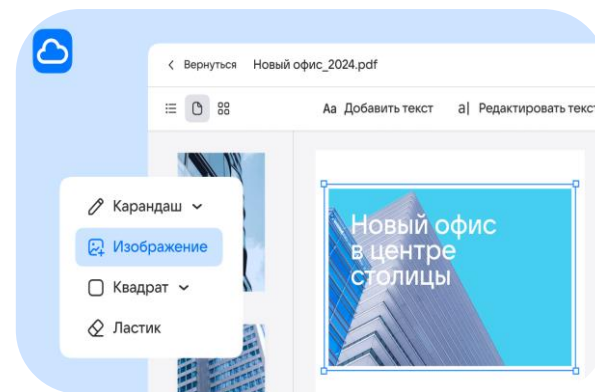 Вернуться Новый офис_2024.pdf
Aa Добавить текст a| Редактировать текст
Карандаш
Изображение
Квадрат
Ластик
Новый офис
в центре
столицы